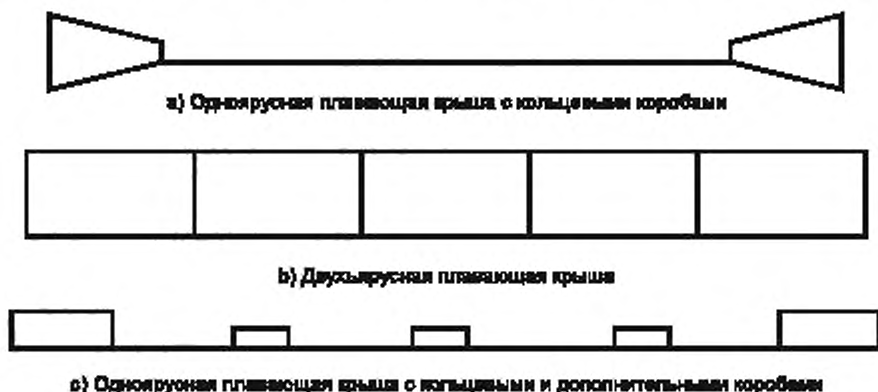 a) Одноярусная плавающая крыша с кольцевыми коробами
b) Двухъярусная плавающая крыша
c) Одноярусная плавающая крыша с кольцевыми и дополнительными коробами